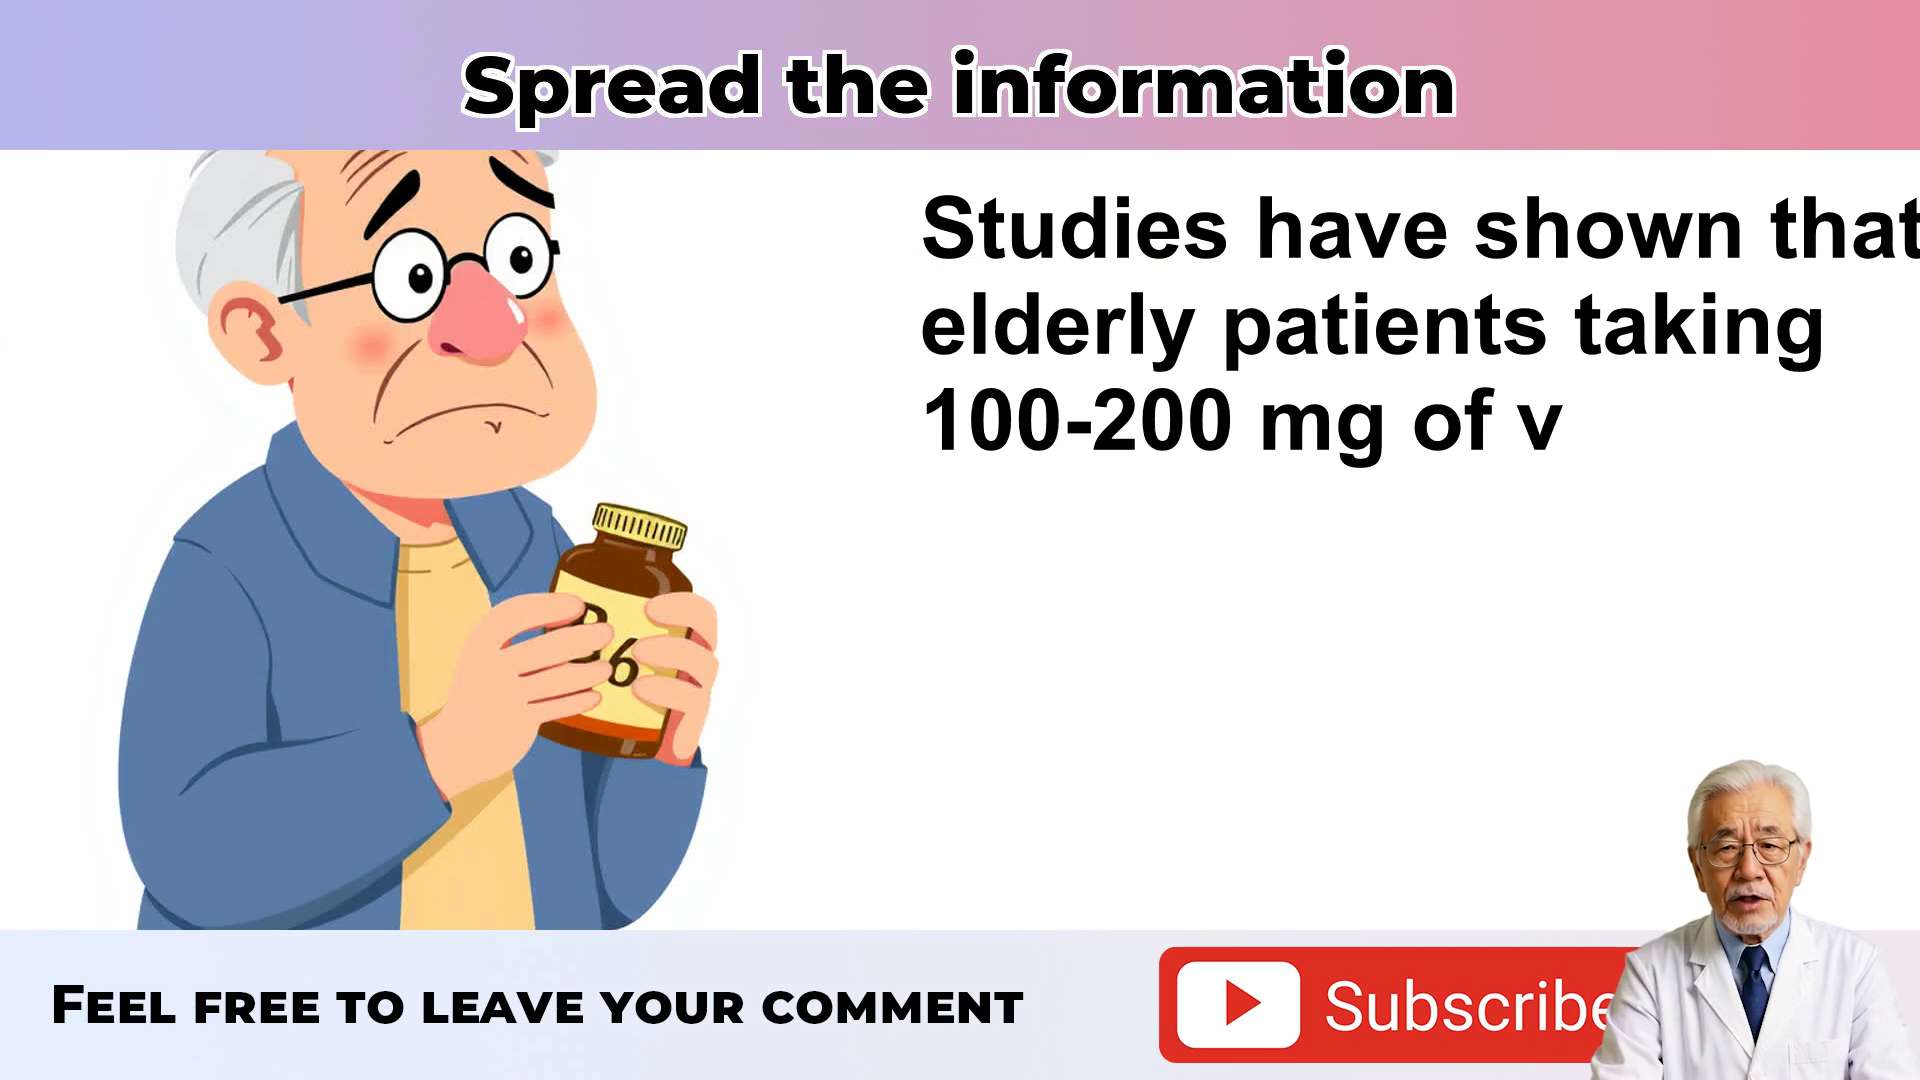 Spread the information
Studies have shown that
elderly patients taking
100-200 mg of v
B6
FEEL FREE TO LEAVE YOUR COMMENT
Subscribe